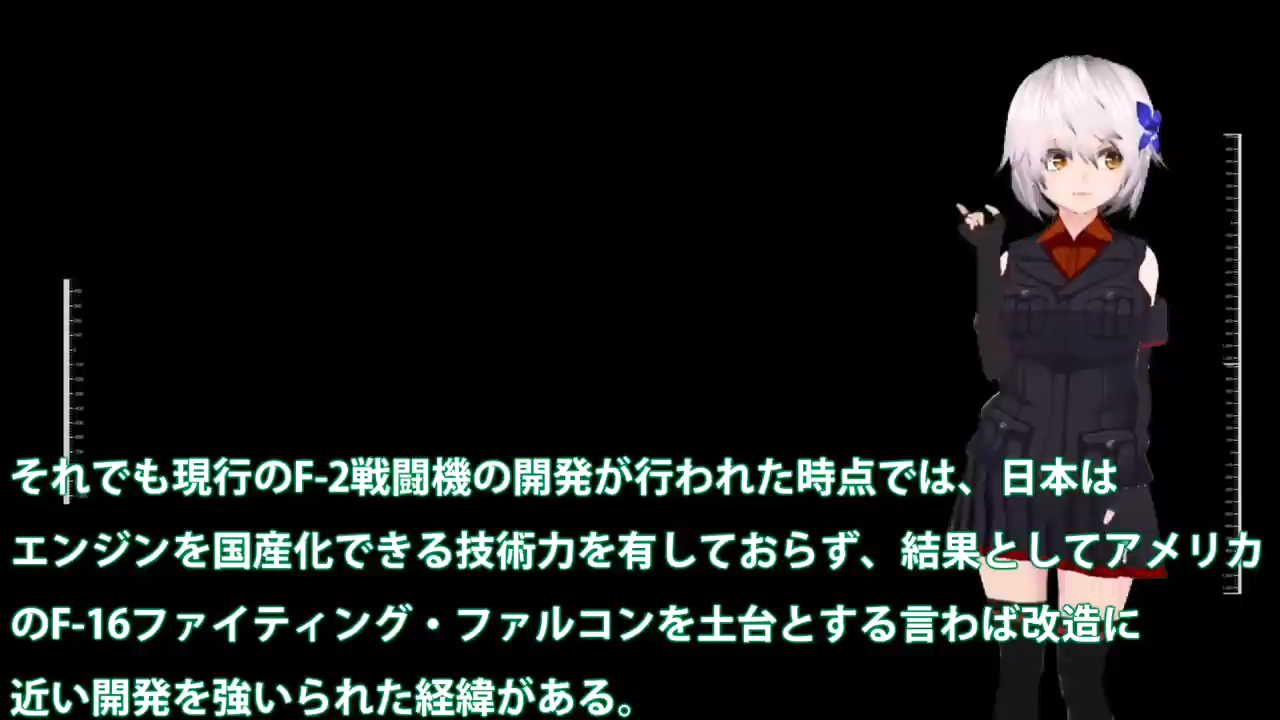 それでも現行のF-2戦闘機の開発が行われた時点では、日本は
エンジンを国産化できる技術力を有しておらず、結果としてアメリカ
のF-16ファイティング・ファルコンを土台とする言わば改造に
近い開発を強いられた経緯がある。